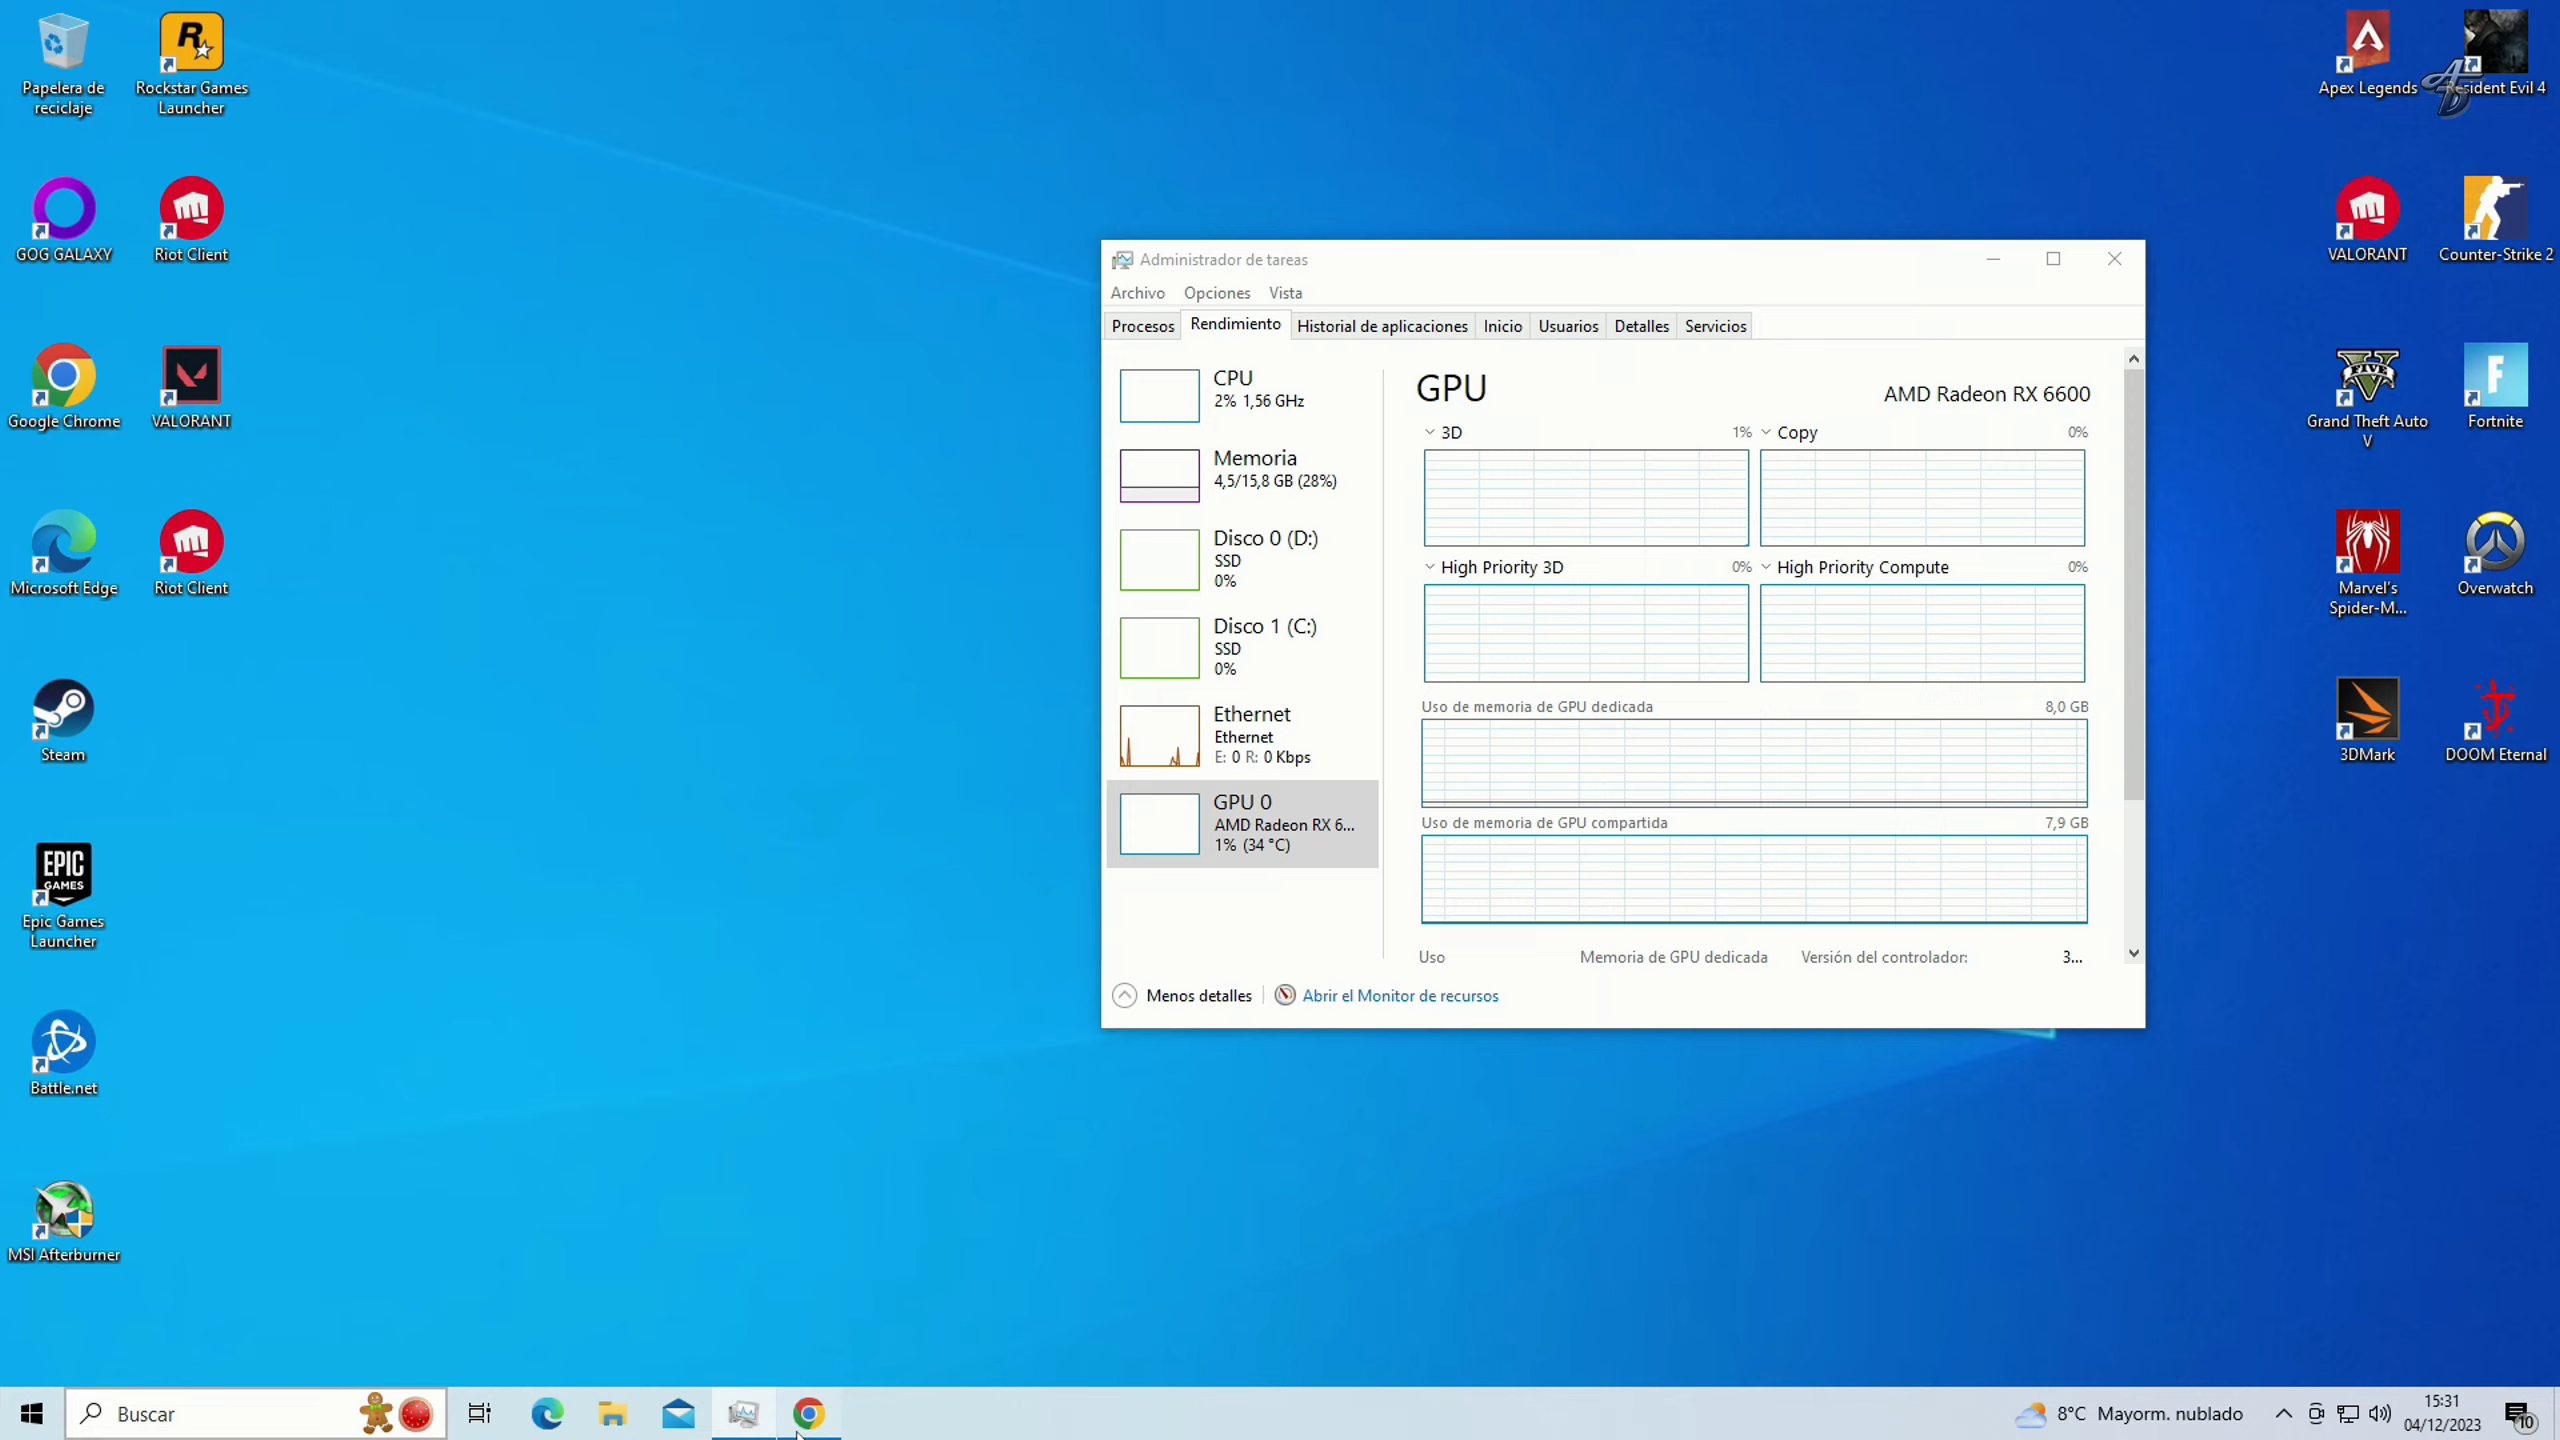 Papelera de
reciclaje
Rockstar Games
Launcher
GOG GALAXY
Riot Client
Google Chrome
VALORANT
Microsoft Edge
Riot Client
Steam
EPIC
GAMES
Epic Games
Launcher
Battle.net
MSI Afterburner
Administrador de tareas
Archivo Opciones Vista
Procesos Rendimiento Historial de aplicaciones Inicio Usuarios Detalles Servicios
CPU
2% 1,56 GHz
Memoria
4,5/15,8 GB (28%)
Disco 0 (D:)
SSD
0%
Disco 1 (C:)
SSD
0%
Ethernet
Ethernet
E: 0 R: 0 Kbps
GPU 0
AMD Radeon RX 6...
1% (34 °C)
GPU
AMD Radeon RX 6600
3D 1%
Copy 0%
High Priority 3D 0%
High Priority Compute 0%
Uso de memoria de GPU dedicada 8,0 GB
Uso de memoria de GPU compartida 7,9 GB
Uso Memoria de GPU dedicada Versión del controlador: 3...
Menos detalles
Abrir el Monitor de recursos
Apex Legends
Resident Evil 4
VALORANT
Counter-Strike 2
FIVE
Grand Theft Auto
V
Fortnite
Marvel's
Spider-M...
Overwatch
3DMark
DOOM Eternal
Buscar
8°C Mayorm. nublado
15:31
04/12/2023
10